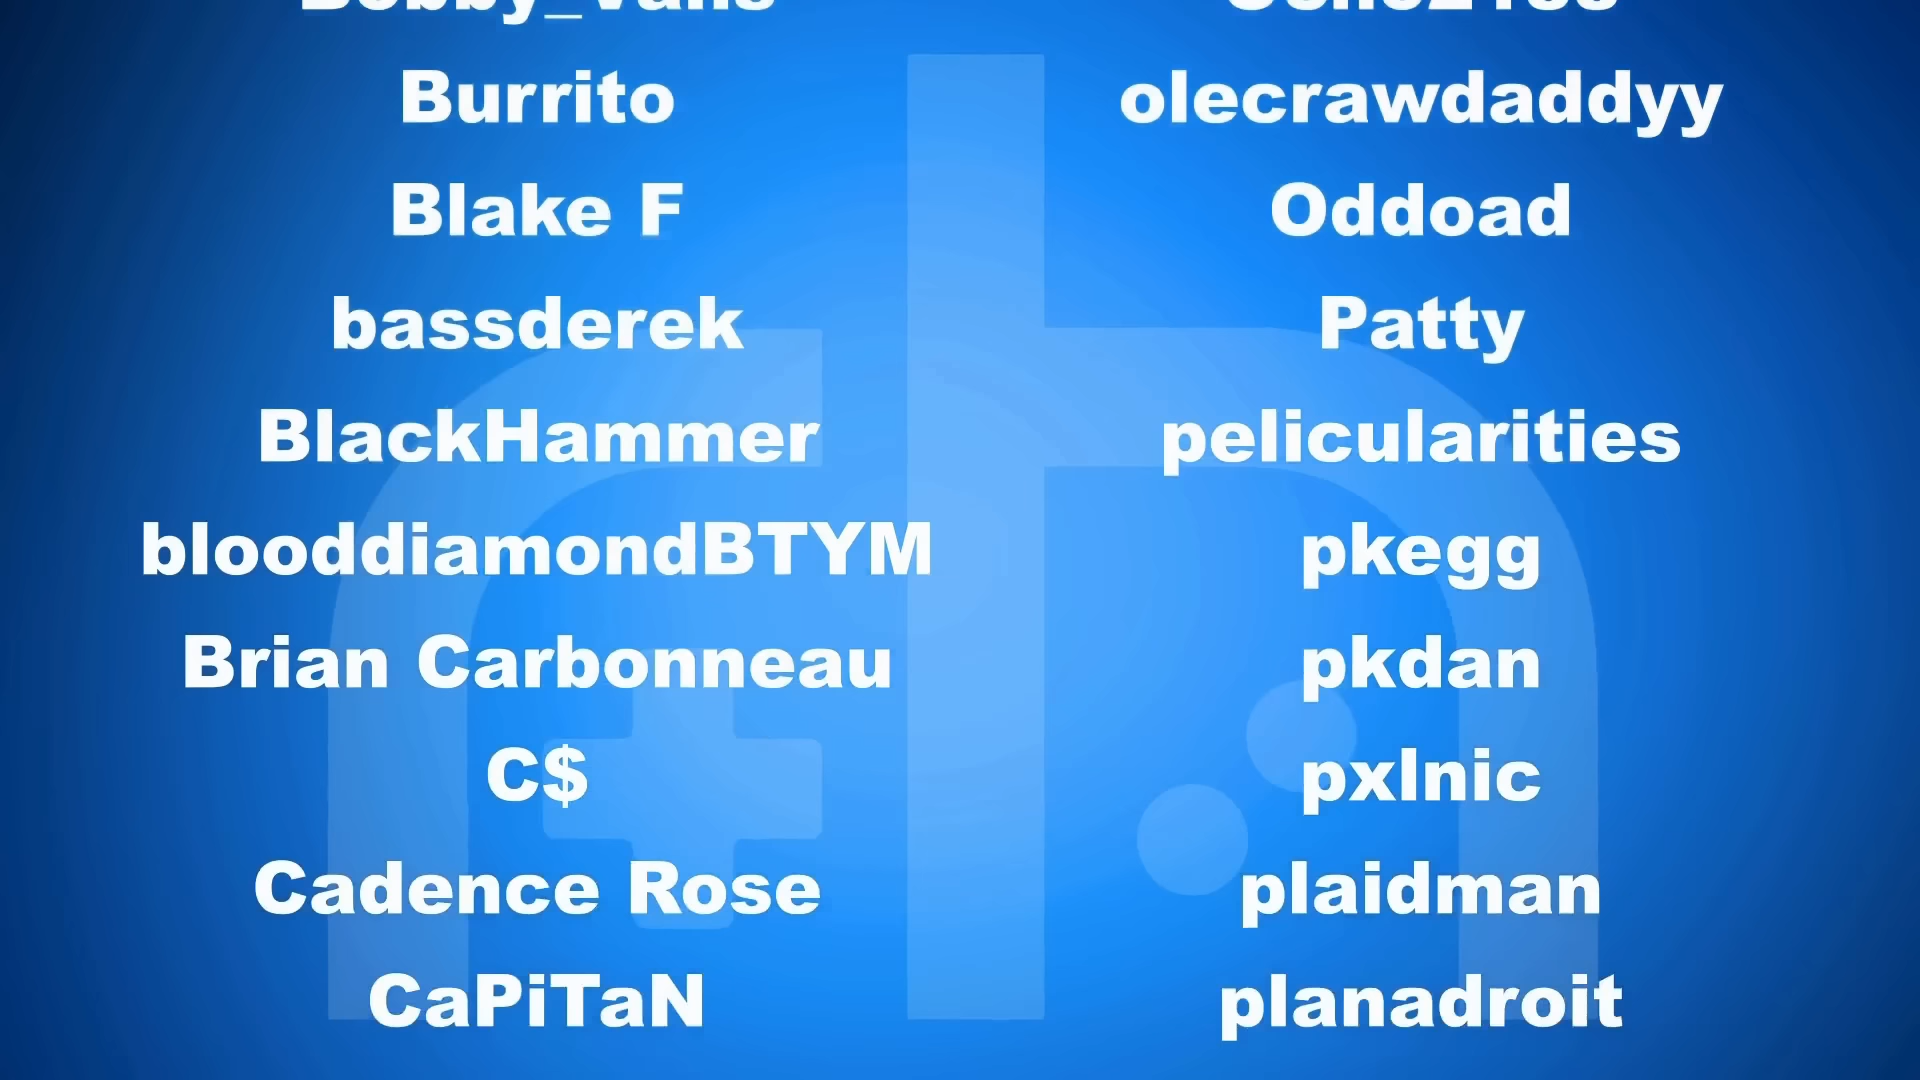 Burrito
Blake F
bassderek
BlackHammer
blooddiamondBTYM
Brian Carbonneau
C$
Cadence Rose
CaPiTaN
olecrawdaddyy
Oddoad
Patty
pelicularities
pkegg
pkdan
pxlnic
plaidman
planadroit